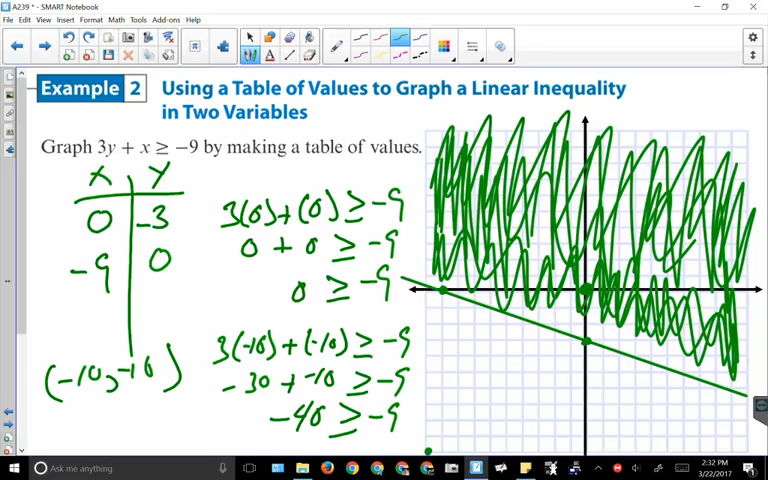 A239 * - SMART Notebook
File Edit View Insert Format Math Tools Add-ons Help
Example 2 Using a Table of Values to Graph a Linear Inequality
in Two Variables
Graph 3y + x ≥ −9 by making a table of values.
x y
0 -3
-9 0
(-10, -10)
3(0)+(0) ≥ -9
0 + 0 ≥ -9
0 ≥ -9
3(-10)+(-10) ≥ -9
-30 + -10 ≥ -9
-40 ≥ -9
Ask me anything
2:32 PM
3/22/2017